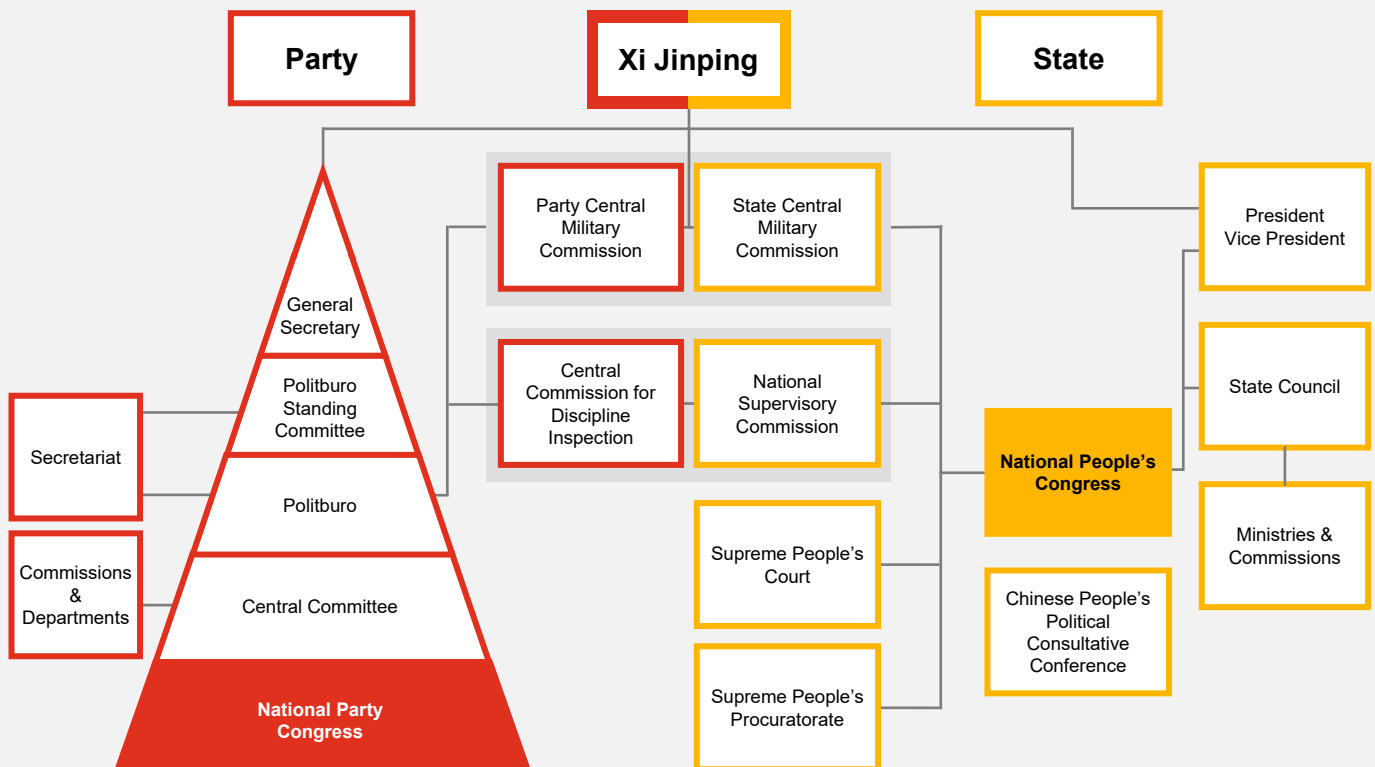 Party
Xi Jinping
State
General
Secretary
Politburo
Standing
Committee
Politburo
Central Committee
National Party
Congress
Secretariat
Commissions
&
Departments
Party Central
Military
Commission
State Central
Military
Commission
Central
Commission for
Discipline
Inspection
National
Supervisory
Commission
Supreme People’s
Court
Supreme People’s
Procuratorate
National People’s
Congress
Chinese People’s
Political
Consultative
Conference
President
Vice President
State Council
Ministries &
Commissions